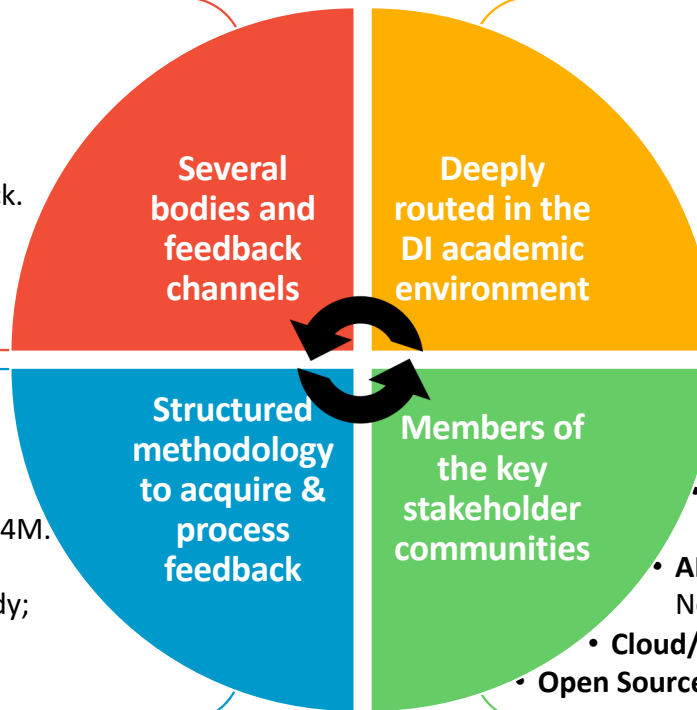 Several
bodies and
feedback
channels
Deeply
routed in the
DI academic
environment
Structured
methodology
to acquire &
process
feedback
Members of
the key
stakeholder
communities
4M.
• Cloud/
• Open Source